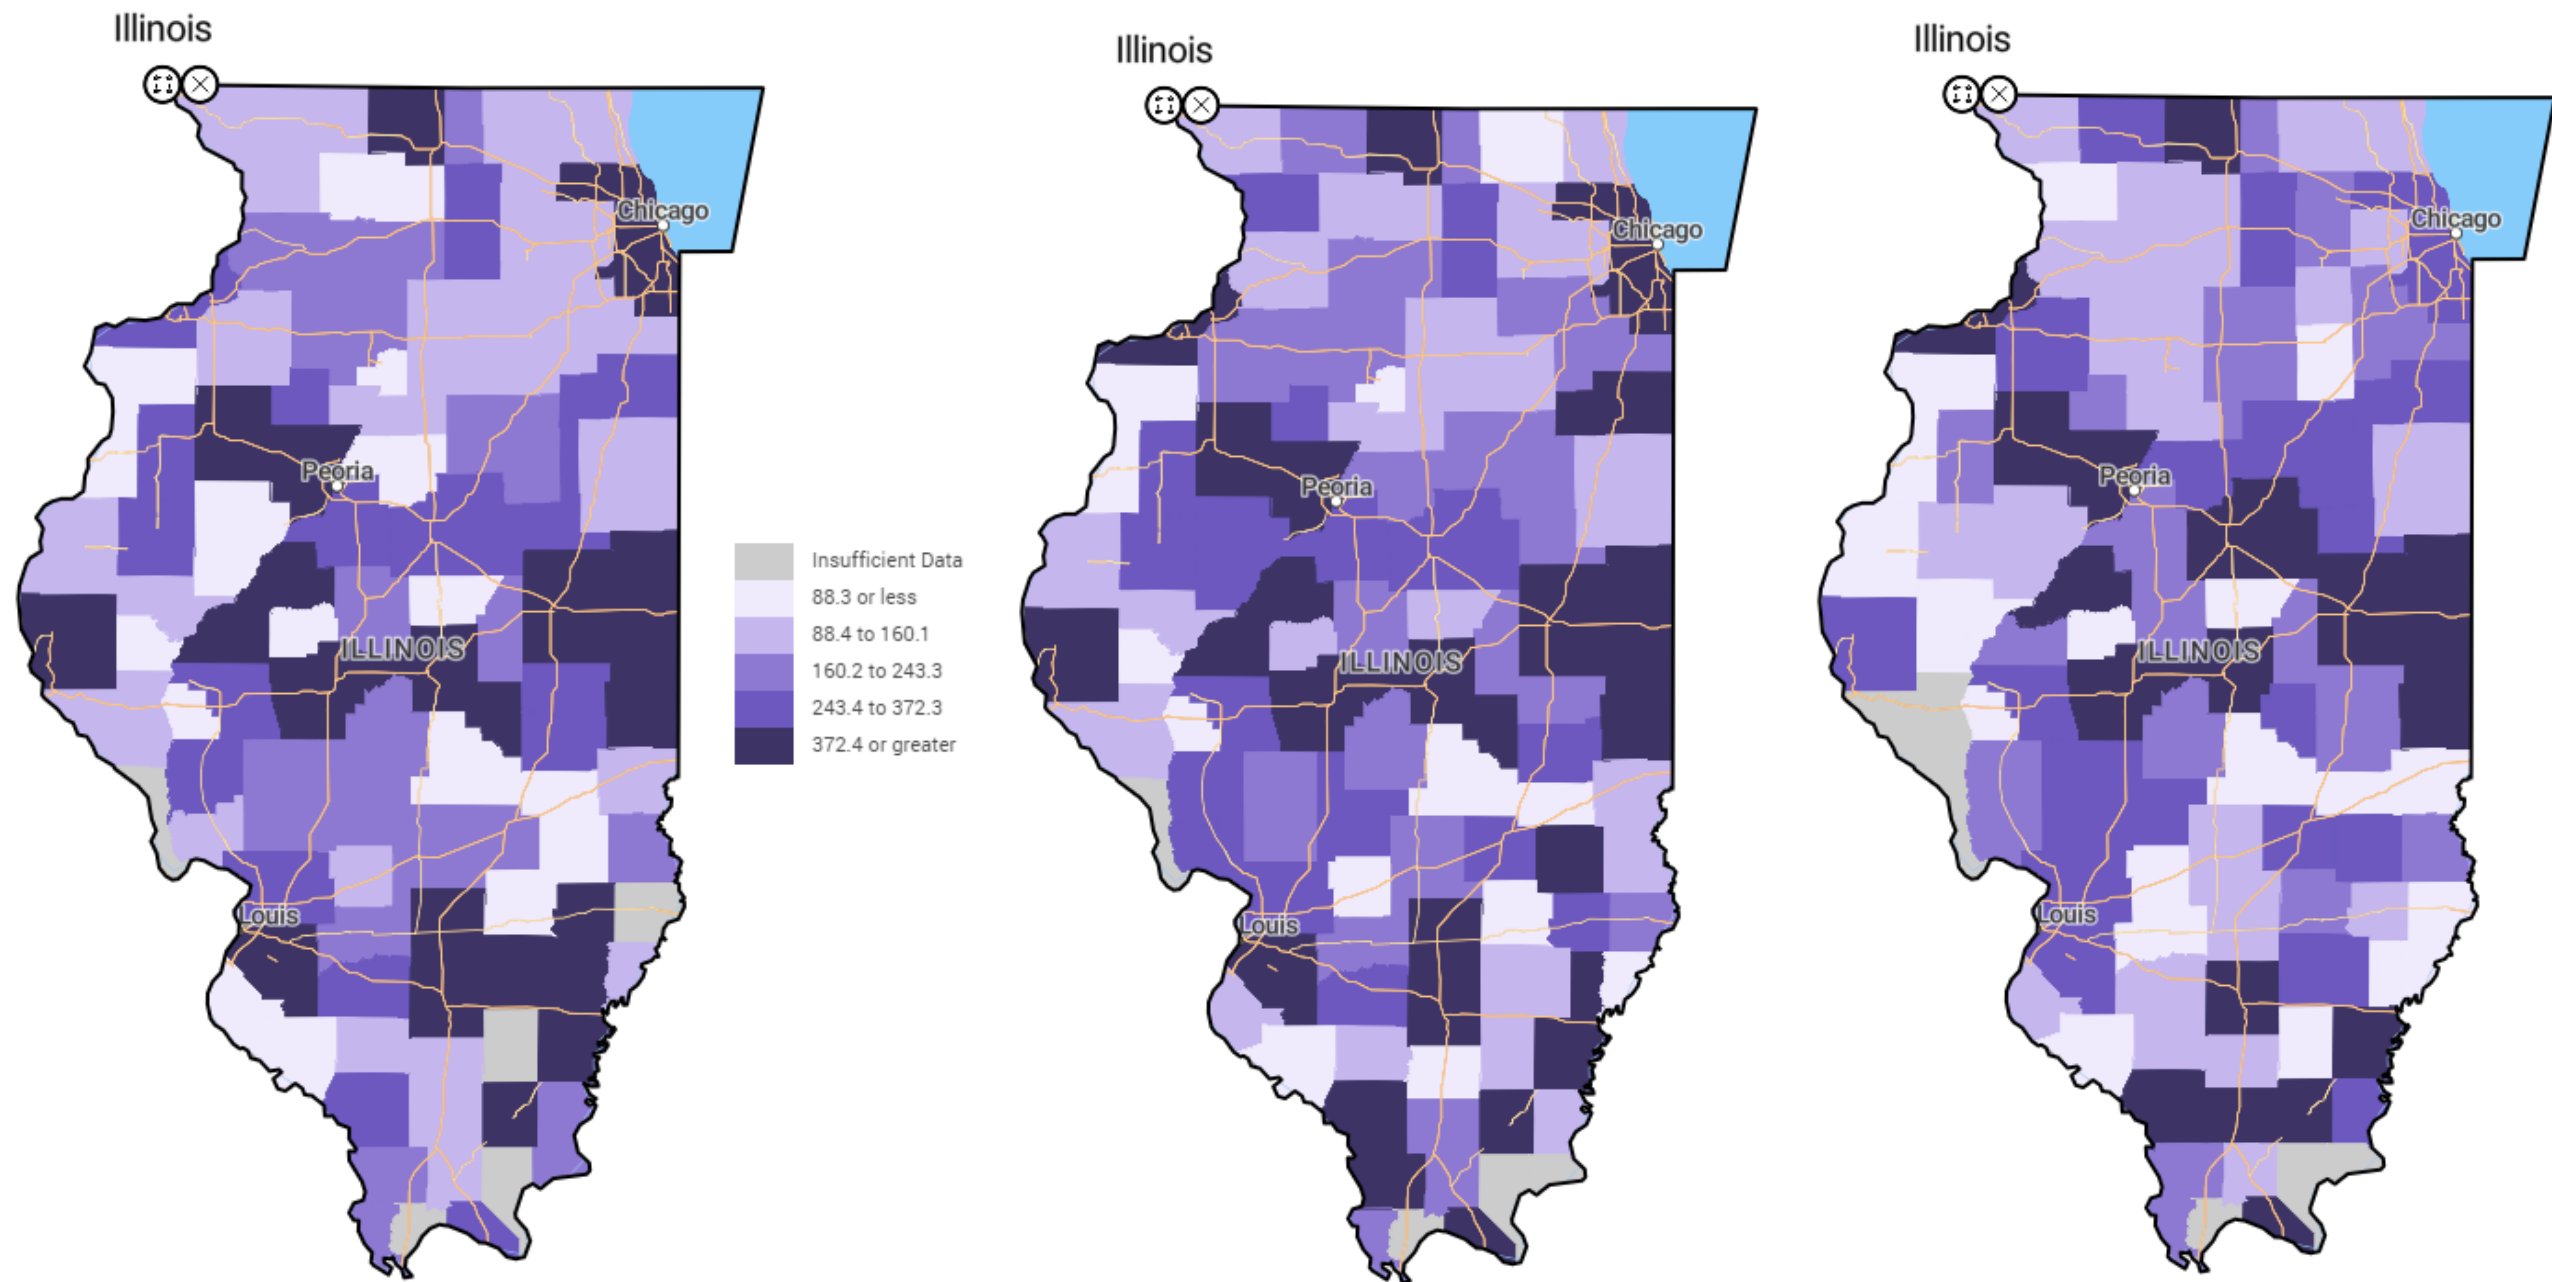 Illinois
Chicago
Peoria
ILLINOIS
Louis
Insufficient Data
88.3 or less
88.4 to 160.1
160.2 to 243.3
243.4 to 372.3
372.4 or greater
Illinois
Chicago
Peoria
ILLINOIS
Louis
Illinois
Chicago
Peoria
ILLINOIS
Louis